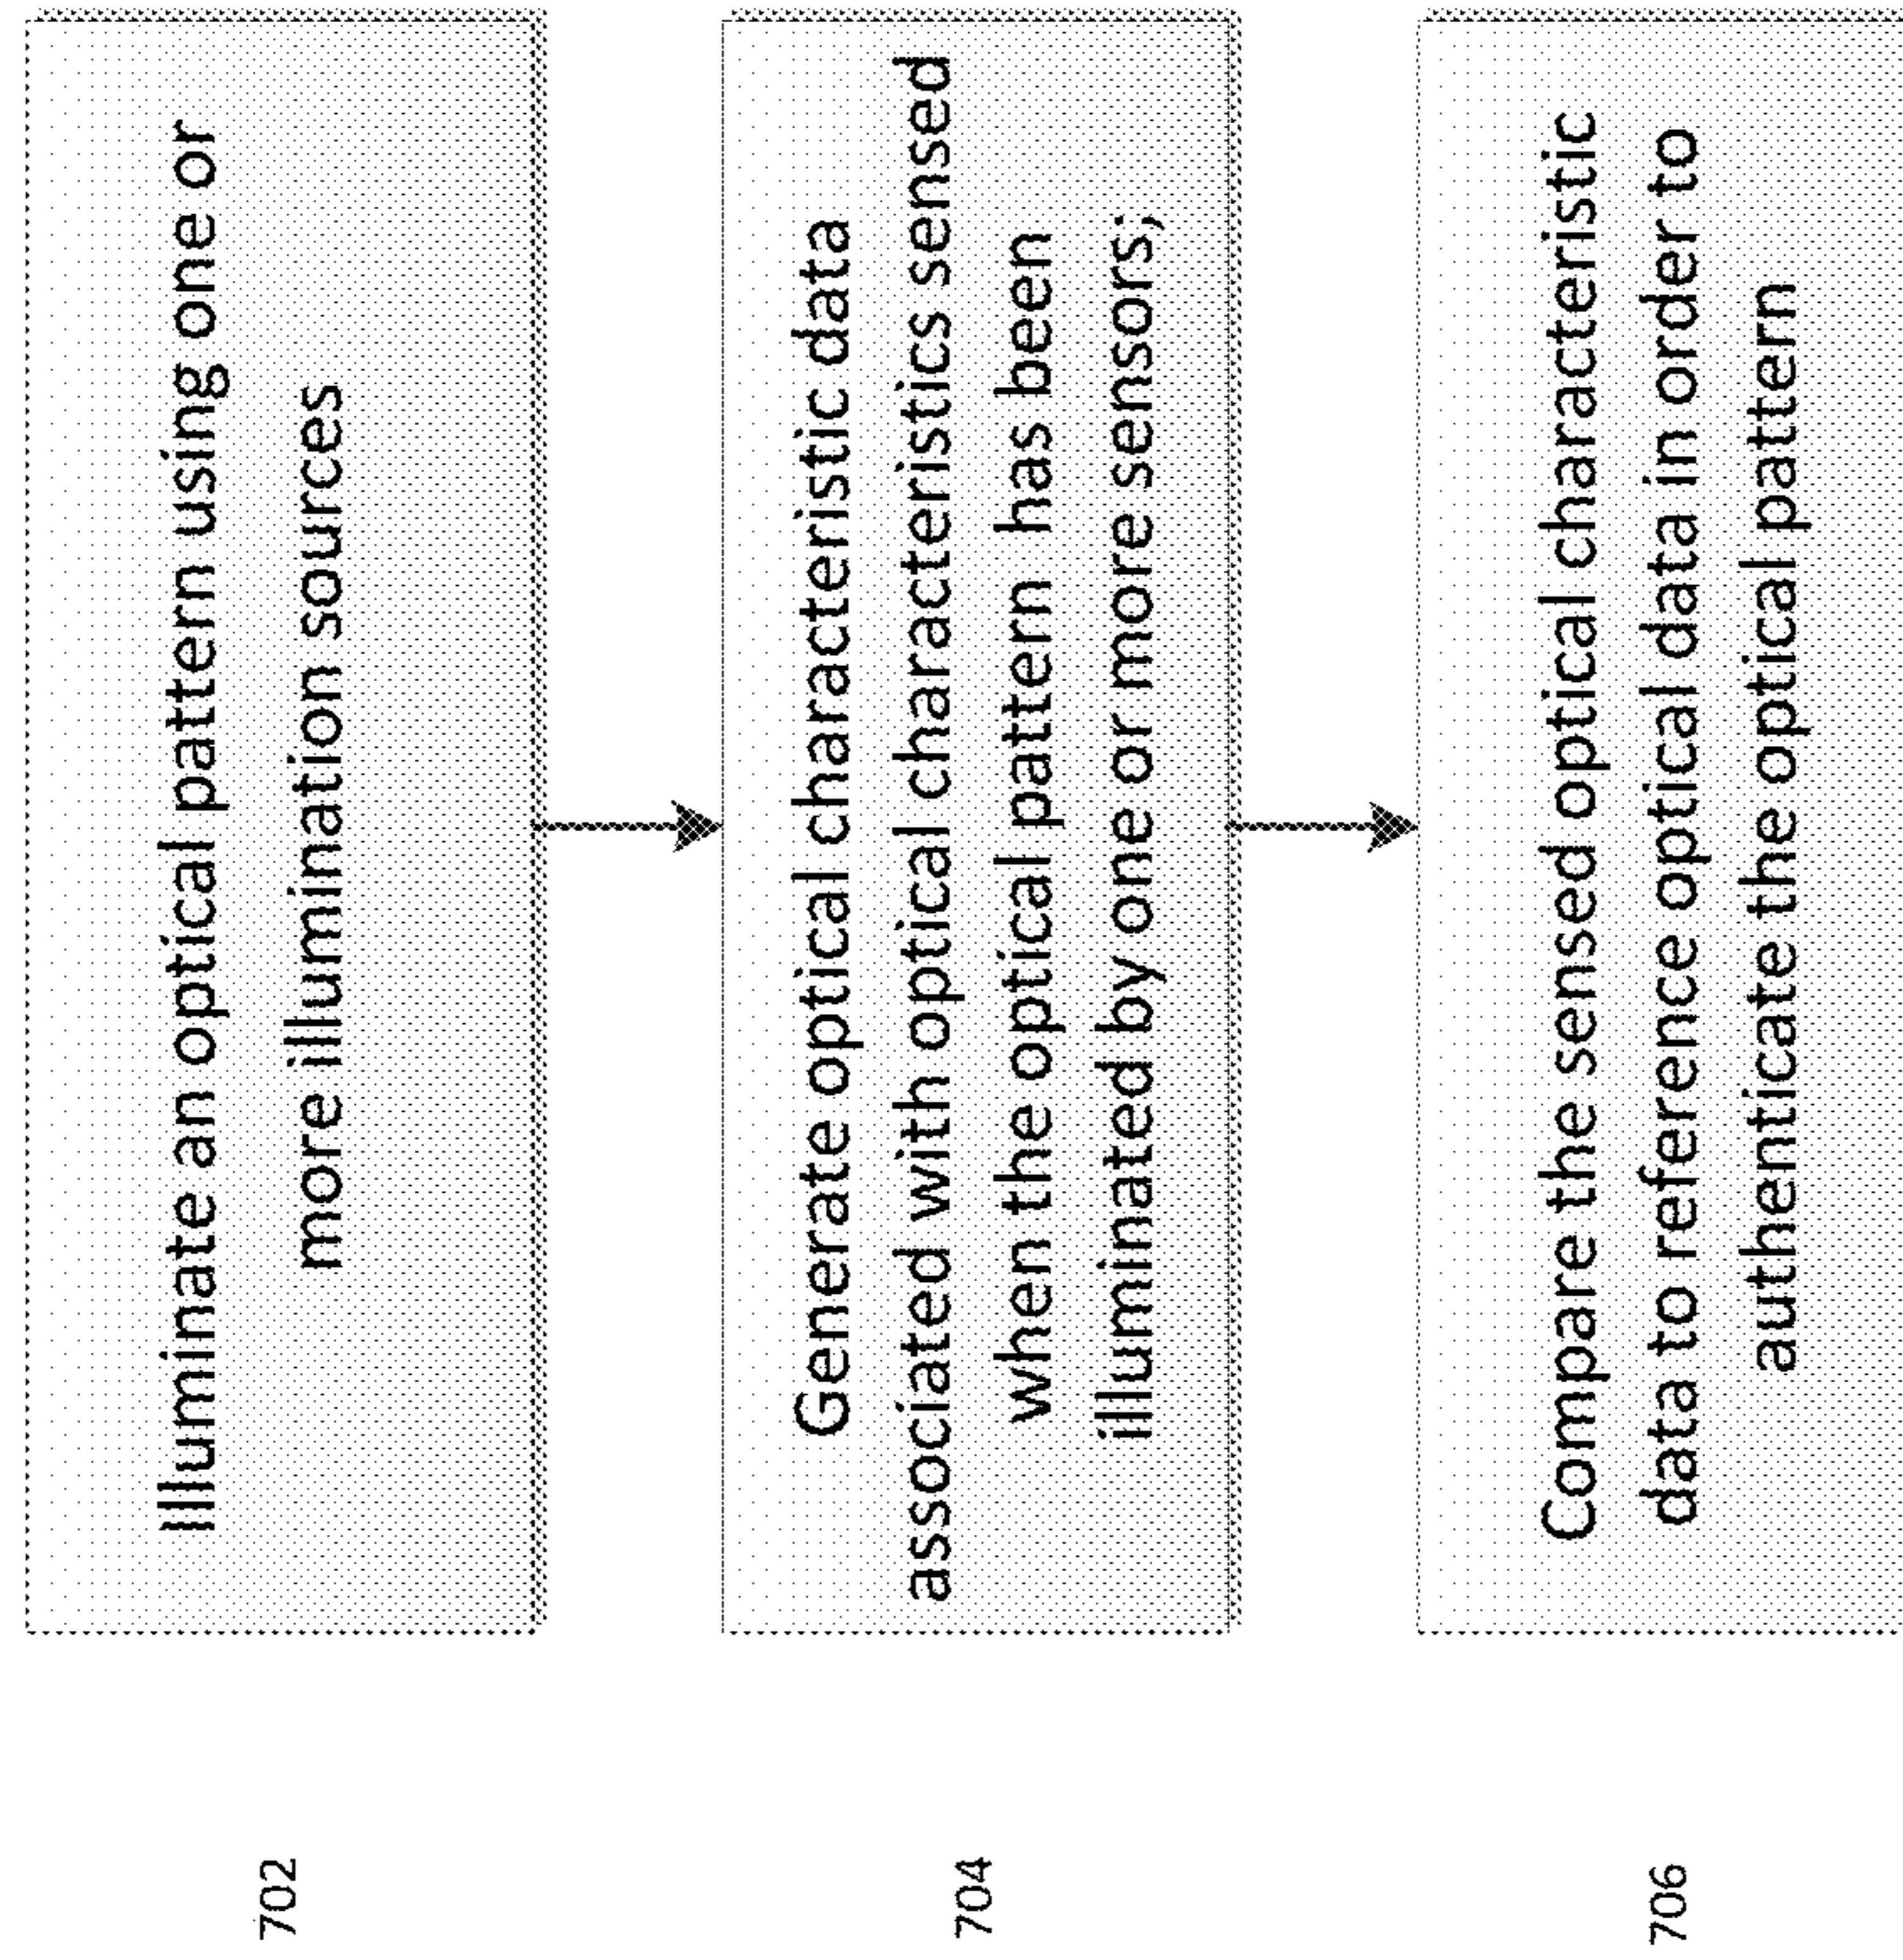 702
Illuminate an optical pattern using one or
more illumination sources
704
Generate optical characteristic data
associated with optical characteristics sensed
when the optical pattern has been
illuminated by one or more sensors;
706
Compare the sensed optical characteristic
data to reference optical data in order to
authenticate the optical pattern